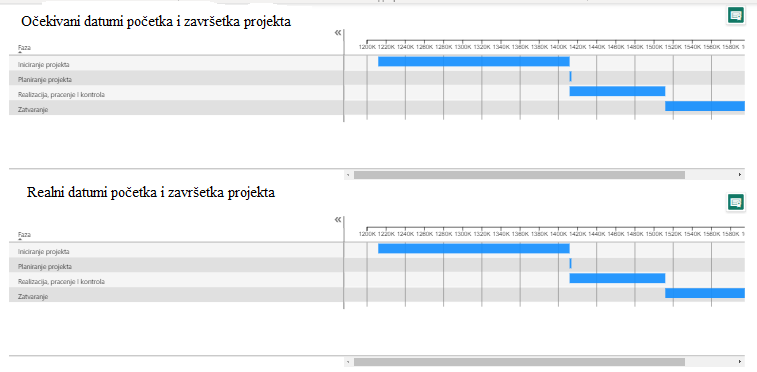 Očekivani datumi početka i završetka projekta
«
Faza
1200K 1220K 1240K 1260K 1280K 1300K 1320K 1340K 1360K 1380K 1400K 1420K 1440K 1460K 1480K 1500K 1520K 1540K 1560K 1580K 1
Iniciranje projekta
Planiranje projekta
Realizacija, pracenje i kontrola
Zatvaranje
Realni datumi početka i završetka projekta
«
Faza
1200K 1220K 1240K 1260K 1280K 1300K 1320K 1340K 1360K 1380K 1400K 1420K 1440K 1460K 1480K 1500K 1520K 1540K 1560K 1580K 1
Iniciranje projekta
Planiranje projekta
Realizacija, pracenje i kontrola
Zatvaranje